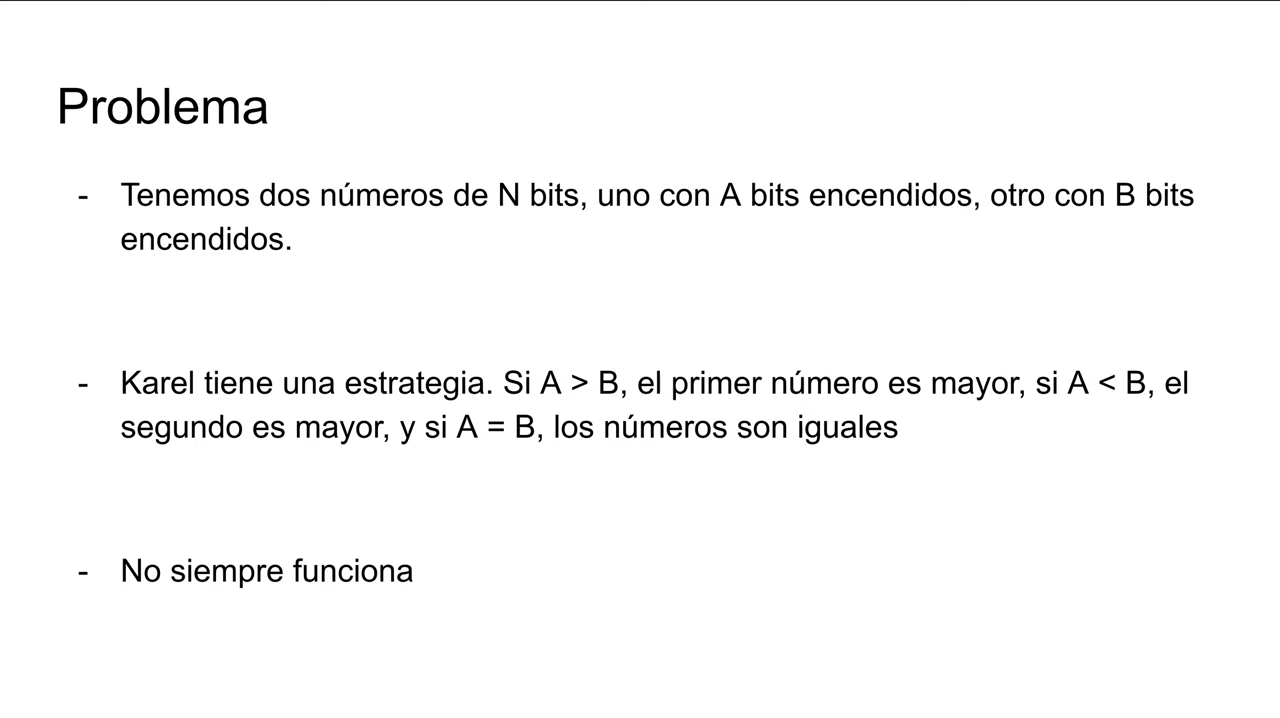 Problema
- Tenemos dos números de N bits, uno con A bits encendidos, otro con B bits
encendidos.
- Karel tiene una estrategia. Si A > B, el primer número es mayor, si A < B, el
segundo es mayor, y si A = B, los números son iguales
- No siempre funciona